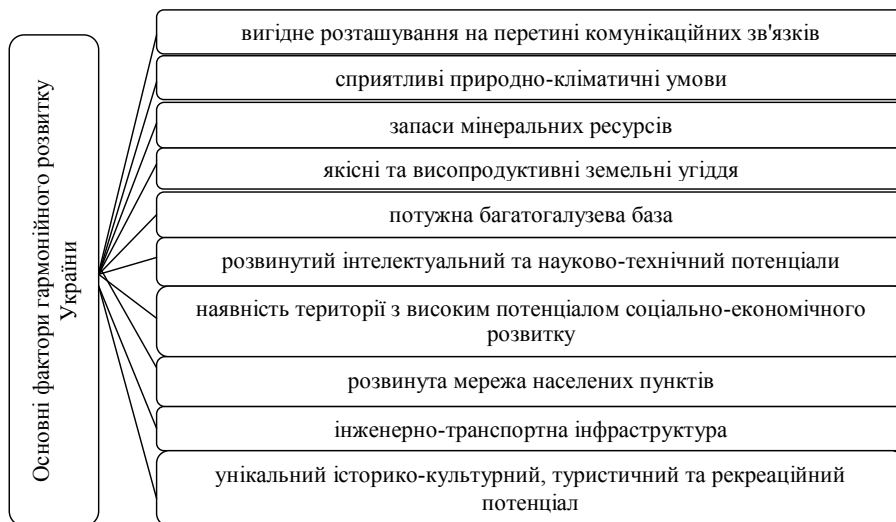 Основні фактори гармонійного розвитку
України
вигідне розташування на перетині комунікаційних зв'язків
сприятливі природно-кліматичні умови
запаси мінеральних ресурсів
якісні та висопродуктивні земельні угіддя
потужна багатогалузева база
розвинутий інтелектуальний та науково-технічний потенціали
наявність території з високим потенціалом соціально-економічного
розвитку
розвинута мережа населених пунктів
інженерно-транспортна інфраструктура
унікальний історико-культурний, туристичний та рекреаційний
потенціал